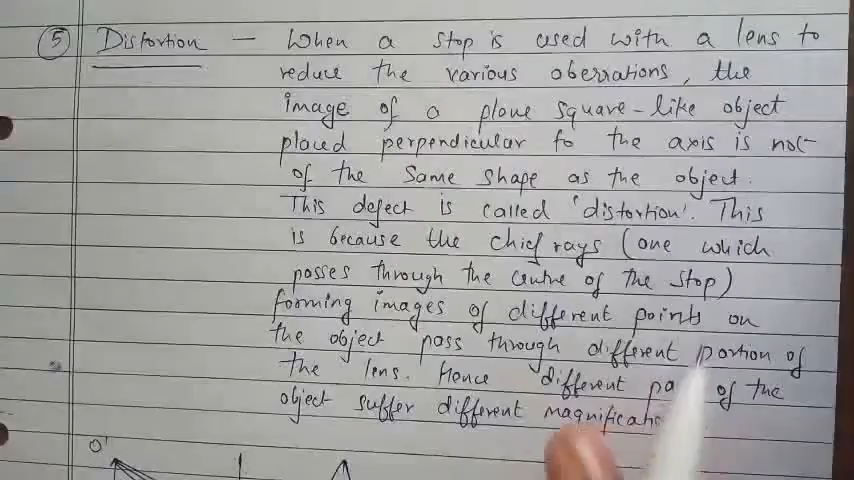 ⑤ Distortion — When a stop is used with a lens to
reduce the various aberrations, the
image of a plane square-like object
placed perpendicular to the axis is not
of the same shape as the object.
This defect is called 'distortion'. This
is because the chief rays (one which
passes through the centre of the stop)
forming images of different points on
the object pass through different portion of
the lens. Hence different of the
object suffer different
O'